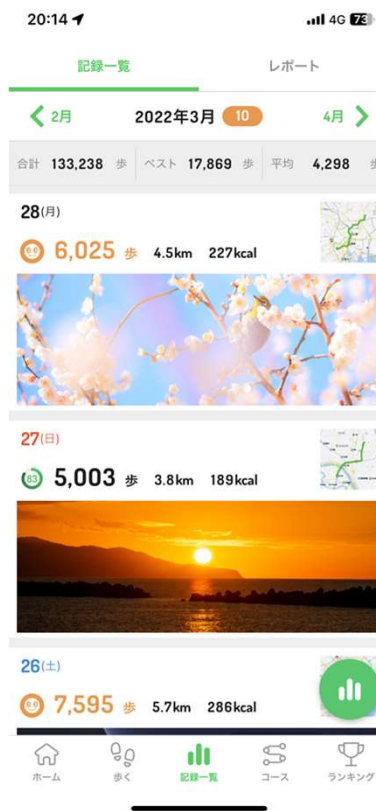 20:14 4G 73
記録一覧 レポート
2月 2022年3月 10 4月
合計 133,238 歩 ベスト 17,869 歩 平均 4,298 歩
28(月)
6,025 歩 4.5km 227kcal
27(日)
83 5,003 歩 3.8km 189kcal
26(土)
7,595 歩 5.7km 286kcal
ホーム 歩く 記録一覧 コース ランキング